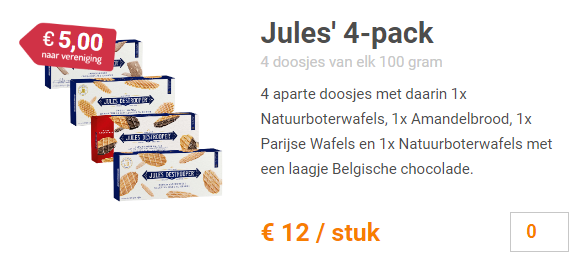 € 5,00
naar vereniging
JULES DESTROOPER
JULES DESTROOPER
JULES DESTROOPER
Jules' 4-pack
4 doosjes van elk 100 gram
4 aparte doosjes met daarin 1x
Natuurboterwafels, 1x Amandelbrood, 1x
Parijse Wafels en 1x Natuurboterwafels met
een laagje Belgische chocolade.
€ 12 / stuk
0